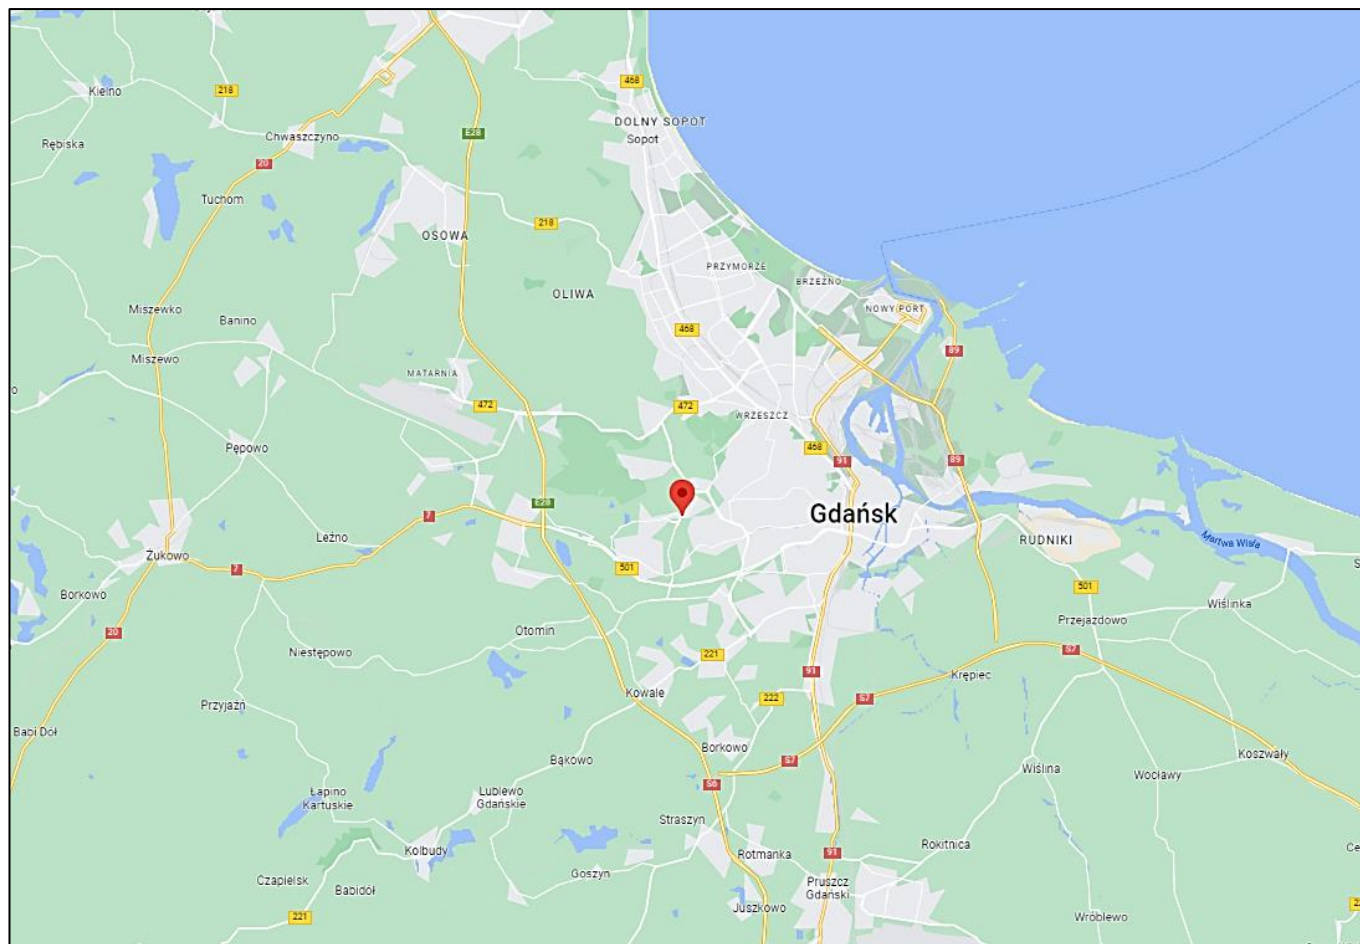 468
Kielno
218
DOLNY SOPOT
E28
Chwaszczyno
Sopot
Rębiska
20
Tuchom
218
OSOWA
PRZYMORZE
BRZEŹNO
OLIWA
Miszewko
NOWY PORT
Banino
468
89
Miszewo
MATARNIA
472
472
WRZESZCZ
Pępowo
468
91
89
E28
Gdańsk
7
Leźno
RUDNIKI
Martwa Wisła
Żukowo
7
501
501
Borkowo
Wiślinka
Przejazdowo
20
Otomin
Niestępowo
221
S7
91
Krępiec
Kowale
222
S7
Przyjaźń
Babi Dół
Borkowo
Koszwały
Bąkowo
S7
Wiślina
Wocławy
S6
Łapino
Kartuskie
Lublewo
Gdańskie
Straszyn
Kolbudy
91
Rokitnica
Rotmanka
Ce
Goszyn
Czapielsk
Babidół
Pruszcz
Gdański
Juszkowo
221
Wróblewo